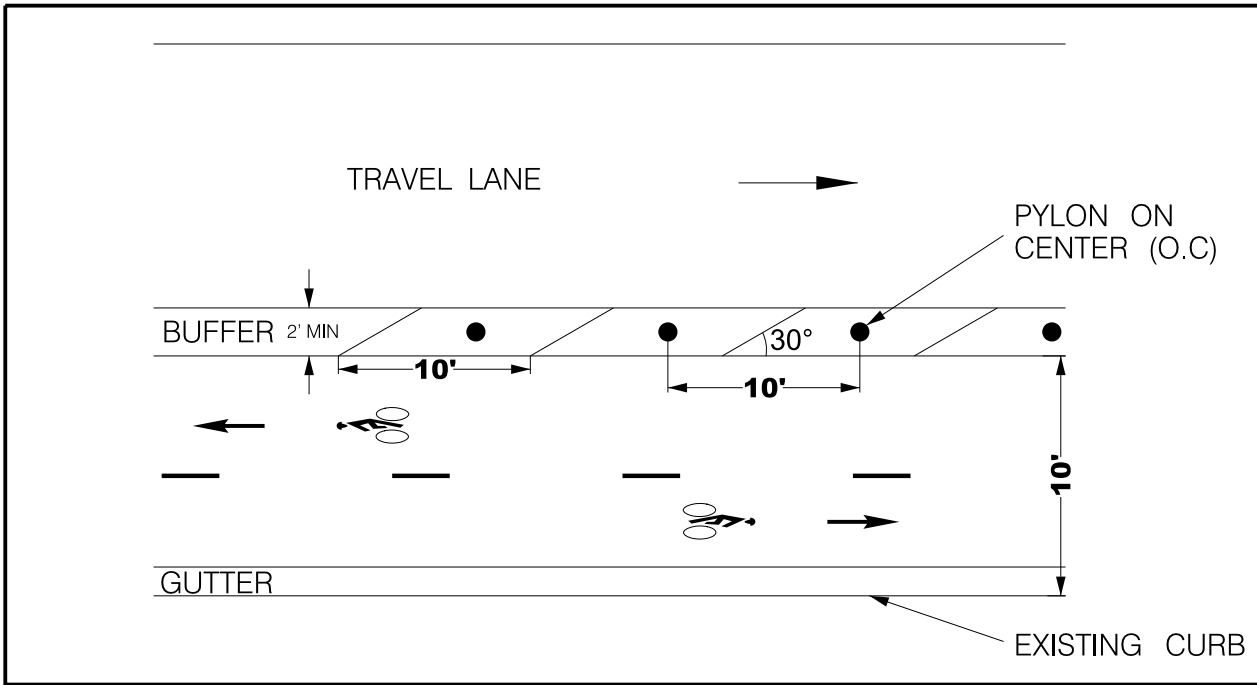 TRAVEL LANE
PYLON ON
CENTER (O.C)
BUFFER 2' MIN
30°
10'
10'
10'
GUTTER
EXISTING CURB